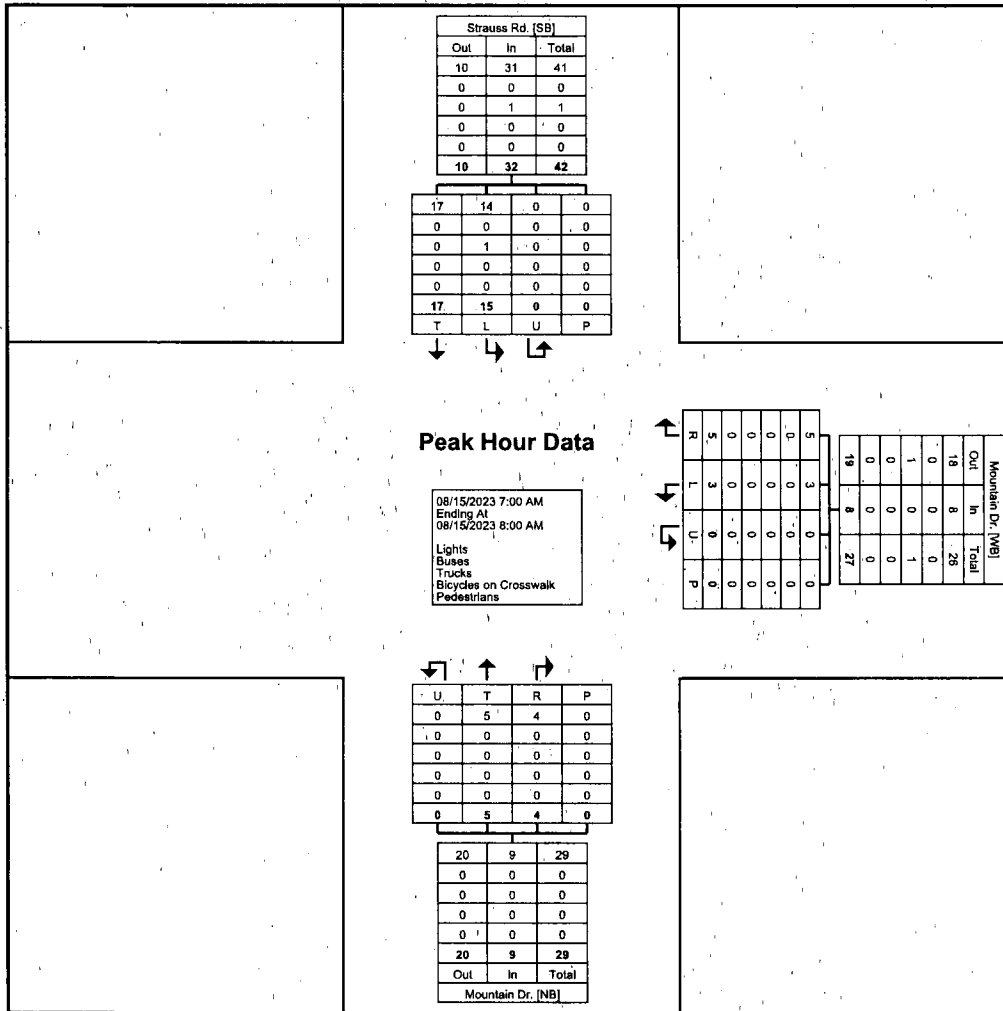 Strauss Rd. [SB]
Out In Total
10 31 41
0 0 0
0 1 1
0 0 0
0 0 0
10 32 42
17 14 0 0
0 0 0 0
0 1 0 0
0 0 0 0
0 0 0 0
17 15 0 0
T L U P
Peak Hour Data
08/15/2023 7:00 AM
Ending At
08/15/2023 8:00 AM
Lights
Buses
Trucks
Bicycles on Crosswalk
Pedestrians
R 5 0 0 0 0 5
L 3 0 0 0 0 3
U 0 0 0 0 0 0
P 0 0 0 0 0 0
Mountain Dr. [WB]
Out In Total
18 8 26
0 0 0
1 0 1
0 0 0
0 0 0
19 8 27
U T R P
0 5 4 0
0 0 0 0
0 0 0 0
0 0 0 0
0 0 0 0
0 5 4 0
20 9 29
0 0 0
0 0 0
0 0 0
0 0 0
20 9 29
Out In Total
Mountain Dr. [NB]